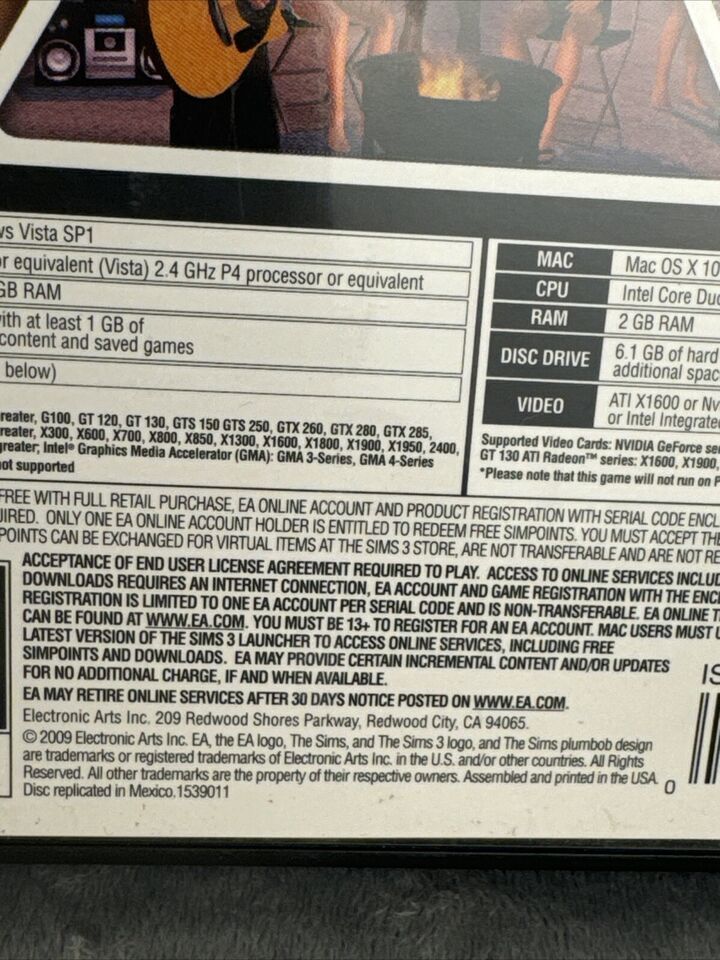 vs Vista SP1
or equivalent (Vista) 2.4 GHz P4 processor or equivalent
GB RAM
with at least 1 GB of
content and saved games
below)
reater, G100, GT 120, GT 130, GTS 150 GTS 250, GTX 260, GTX 280, GTX 285,
reater, X300, X600, X700, X800, X850, X1300, X1600, X1800, X1900, X1950, 2400,
greater; Intel® Graphics Media Accelerator (GMA): GMA 3-Series, GMA 4-Series
not supported
MAC Mac OS X 10
CPU Intel Core Duo
RAM 2 GB RAM
DISC DRIVE 6.1 GB of hard
additional spac
VIDEO ATI X1600 or Nv
or Intel Integrate
Supported Video Cards: NVIDIA GeForce se
GT 130 ATI Radeon™ series: X1600, X1900,
*Please note that this game will not run on P
FREE WITH FULL RETAIL PURCHASE, EA ONLINE ACCOUNT AND PRODUCT REGISTRATION WITH SERIAL CODE ENCL
UIRED. ONLY ONE EA ONLINE ACCOUNT HOLDER IS ENTITLED TO REDEEM FREE SIMPOINTS. YOU MUST ACCEPT THE
POINTS CAN BE EXCHANGED FOR VIRTUAL ITEMS AT THE SIMS 3 STORE, ARE NOT TRANSFERABLE AND ARE NOT RE
ACCEPTANCE OF END USER LICENSE AGREEMENT REQUIRED TO PLAY. ACCESS TO ONLINE SERVICES INCLUD
DOWNLOADS REQUIRES AN INTERNET CONNECTION, EA ACCOUNT AND GAME REGISTRATION WITH THE ENC
REGISTRATION IS LIMITED TO ONE EA ACCOUNT PER SERIAL CODE AND IS NON-TRANSFERABLE. EA ONLINE T
CAN BE FOUND AT WWW.EA.COM. YOU MUST BE 13+ TO REGISTER FOR AN EA ACCOUNT. MAC USERS MUST U
LATEST VERSION OF THE SIMS 3 LAUNCHER TO ACCESS ONLINE SERVICES, INCLUDING FREE
SIMPOINTS AND DOWNLOADS. EA MAY PROVIDE CERTAIN INCREMENTAL CONTENT AND/OR UPDATES
FOR NO ADDITIONAL CHARGE, IF AND WHEN AVAILABLE.
EA MAY RETIRE ONLINE SERVICES AFTER 30 DAYS NOTICE POSTED ON WWW.EA.COM.
Electronic Arts Inc. 209 Redwood Shores Parkway, Redwood City, CA 94065.
© 2009 Electronic Arts Inc. EA, the EA logo, The Sims, and The Sims 3 logo, and The Sims plumbob design
are trademarks or registered trademarks of Electronic Arts Inc. in the U.S. and/or other countries. All Rights
Reserved. All other trademarks are the property of their respective owners. Assembled and printed in the USA.
Disc replicated in Mexico.1539011
IS
0